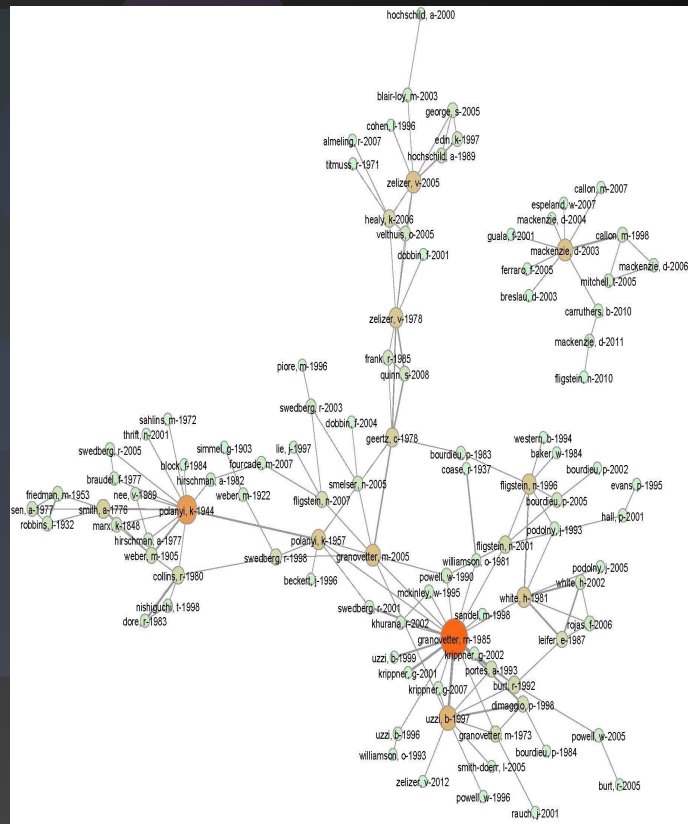 hochschild, a-2000
blair-loy, m-2003
george, s-2005
cohen, l-1996
edin, k-1997
almeling, r-2007
hochschild, a-1989
titmuss, r-1971
zelizer, v-2005
callon, m-2007
espeland, w-2007
healy, k-2006
mackenzie, d-2004
velthuis, o-2005
guala, f-2001
callon, m-1998
mackenzie, d-2003
dobbin, f-2001
mackenzie, d-2006
ferraro, f-2005
mitchell, t-2005
breslau, d-2003
carruthers, b-2010
zelizer, v-1978
mackenzie, d-2011
frank, r-1985
piore, m-1996
quinn, s-2008
fligstein, n-2010
swedberg, r-2003
sahlins, m-1972
dobbin, f-2004
thrift, n-2001
geertz, c-1978
western, b-1994
swedberg, r-2005
simmel, g-1903
lie, j-1997
bourdieu, p-1983
baker, w-1984
block, f-1984
fourcade, m-2007
coase, r-1937
bourdieu, p-2002
braudel, f-1977
hirschman, a-1982
smelser, n-2005
fligstein, n-1996
evans, p-1995
friedman, m-1953
nee, v-1989
weber, m-1922
fligstein, n-2007
bourdieu, p-2005
sen, a-1977
smith, a-1776
polanyi, k-1944
hall, p-2001
robbins, l-1932
marx, k-1848
podolny, j-1993
hirschman, a-1977
polanyi, k-1957
fligstein, n-2001
weber, m-1905
swedberg, r-1998
granovetter, m-2005
williamson, o-1981
collins, r-1980
beckert, j-1996
powell, w-1990
podolny, j-2005
white, h-2002
mckinley, w-1995
white, h-1981
nishiguchi, t-1998
swedberg, r-2001
sandel, m-1998
dore, r-1983
khurana, r-2002
rojas, f-2006
granovetter, m-1985
leifer, e-1987
uzzi, b-1999
krippner, g-2002
krippner, g-2001
portes, a-1993
krippner, g-2007
burt, r-1992
dimaggio, p-1998
uzzi, b-1997
uzzi, b-1996
granovetter, m-1973
powell, w-2005
williamson, o-1993
bourdieu, p-1984
smith-doerr, l-2005
zelizer, v-2012
burt, r-2005
powell, w-1996
rauch, j-2001